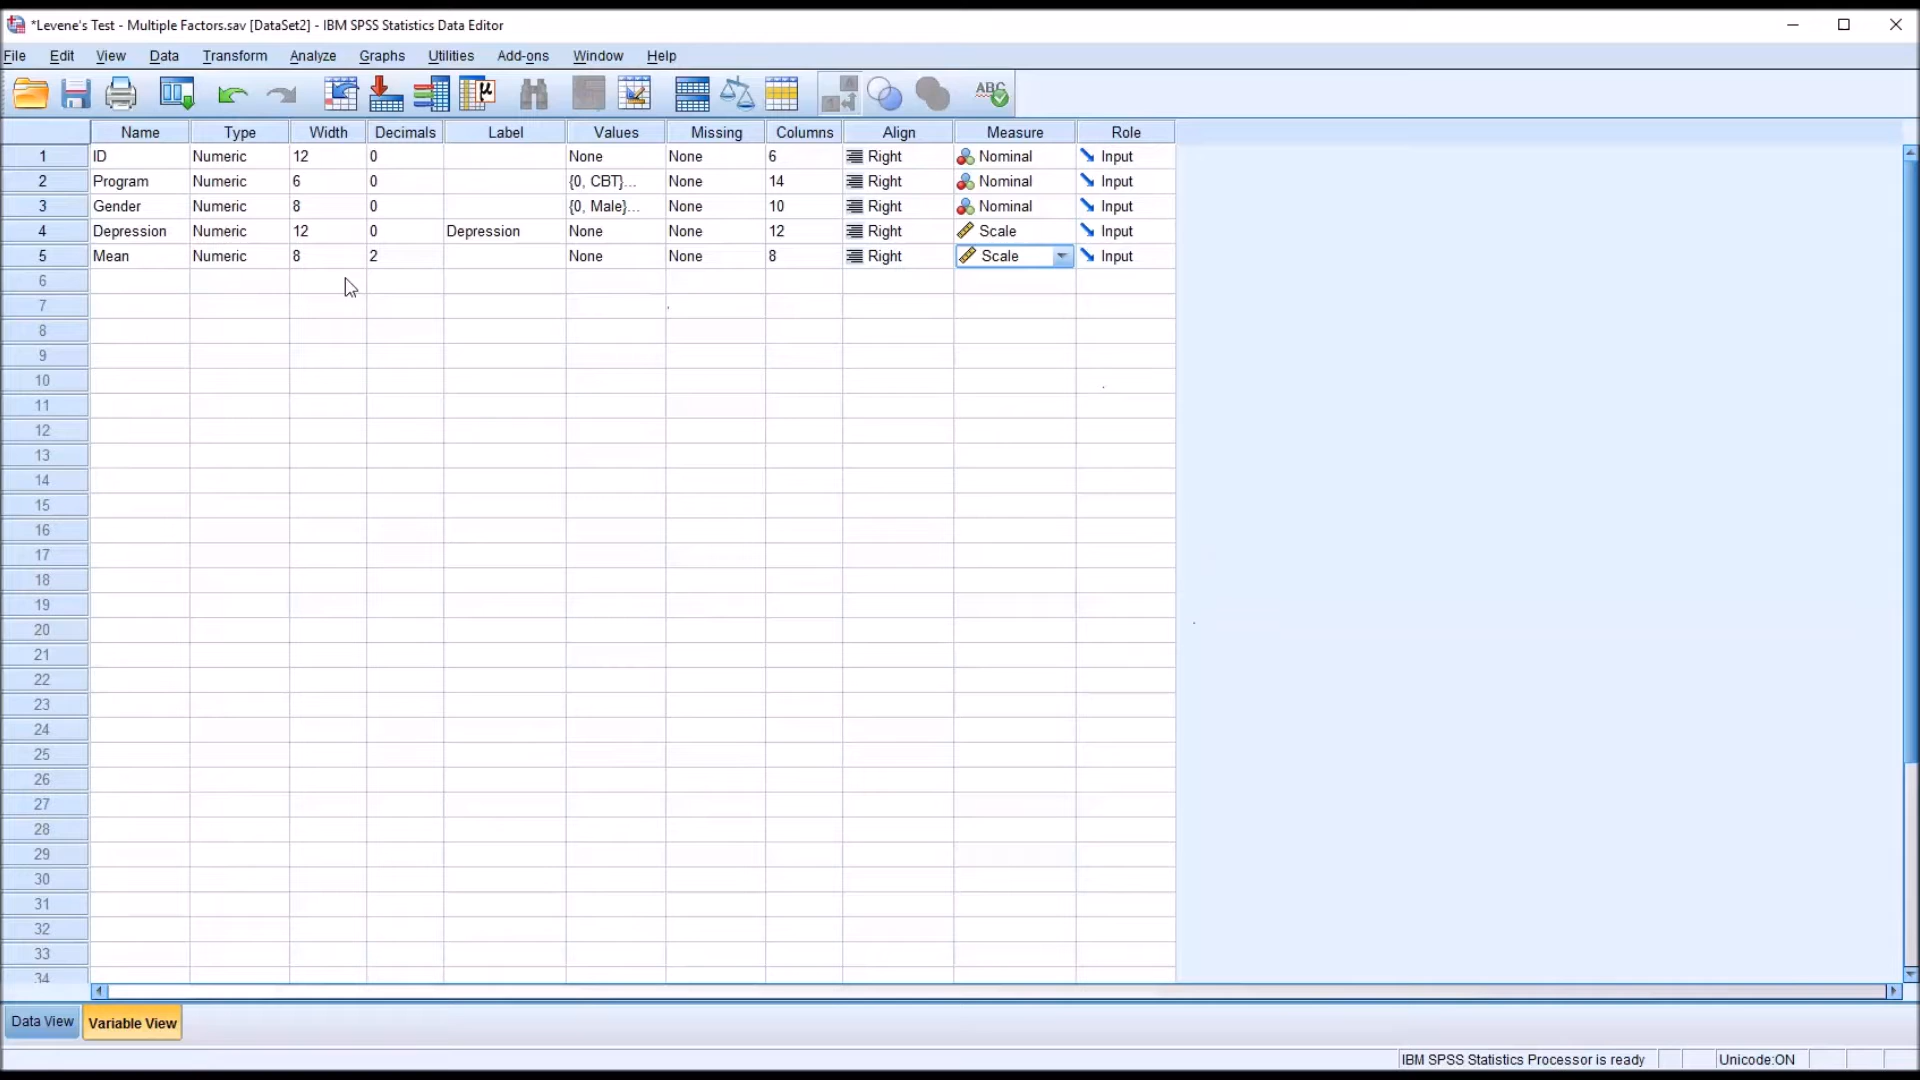 *Levene's Test - Multiple Factors.sav [DataSet2] - IBM SPSS Statistics Data Editor
File Edit View Data Transform Analyze Graphs Utilities Add-ons Window Help
Name Type Width Decimals Label Values Missing Columns Align Measure Role
1 ID Numeric 12 0 None None 6 Right Nominal Input
2 Program Numeric 6 0 {0, CBT}... None 14 Right Nominal Input
3 Gender Numeric 8 0 {0, Male}... None 10 Right Nominal Input
4 Depression Numeric 12 0 Depression None None 12 Right Scale Input
5 Mean Numeric 8 2 None None 8 Right Scale Input
6
7
8
9
10
11
12
13
14
15
16
17
18
19
20
21
22
23
24
25
26
27
28
29
30
31
32
33
34
Data View Variable View
IBM SPSS Statistics Processor is ready Unicode:ON